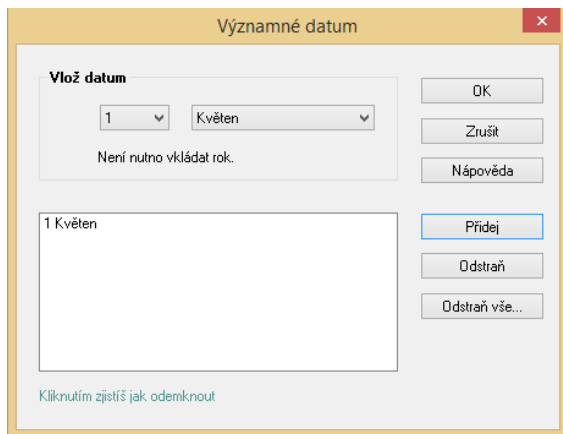 Významné datum
Vlož datum
1 Květen
Není nutno vkládat rok.
OK
Zrušit
Nápověda
1 Květen
Přidej
Odstraň
Odstraň vše...
Kliknutím zjistíš jak odemknout